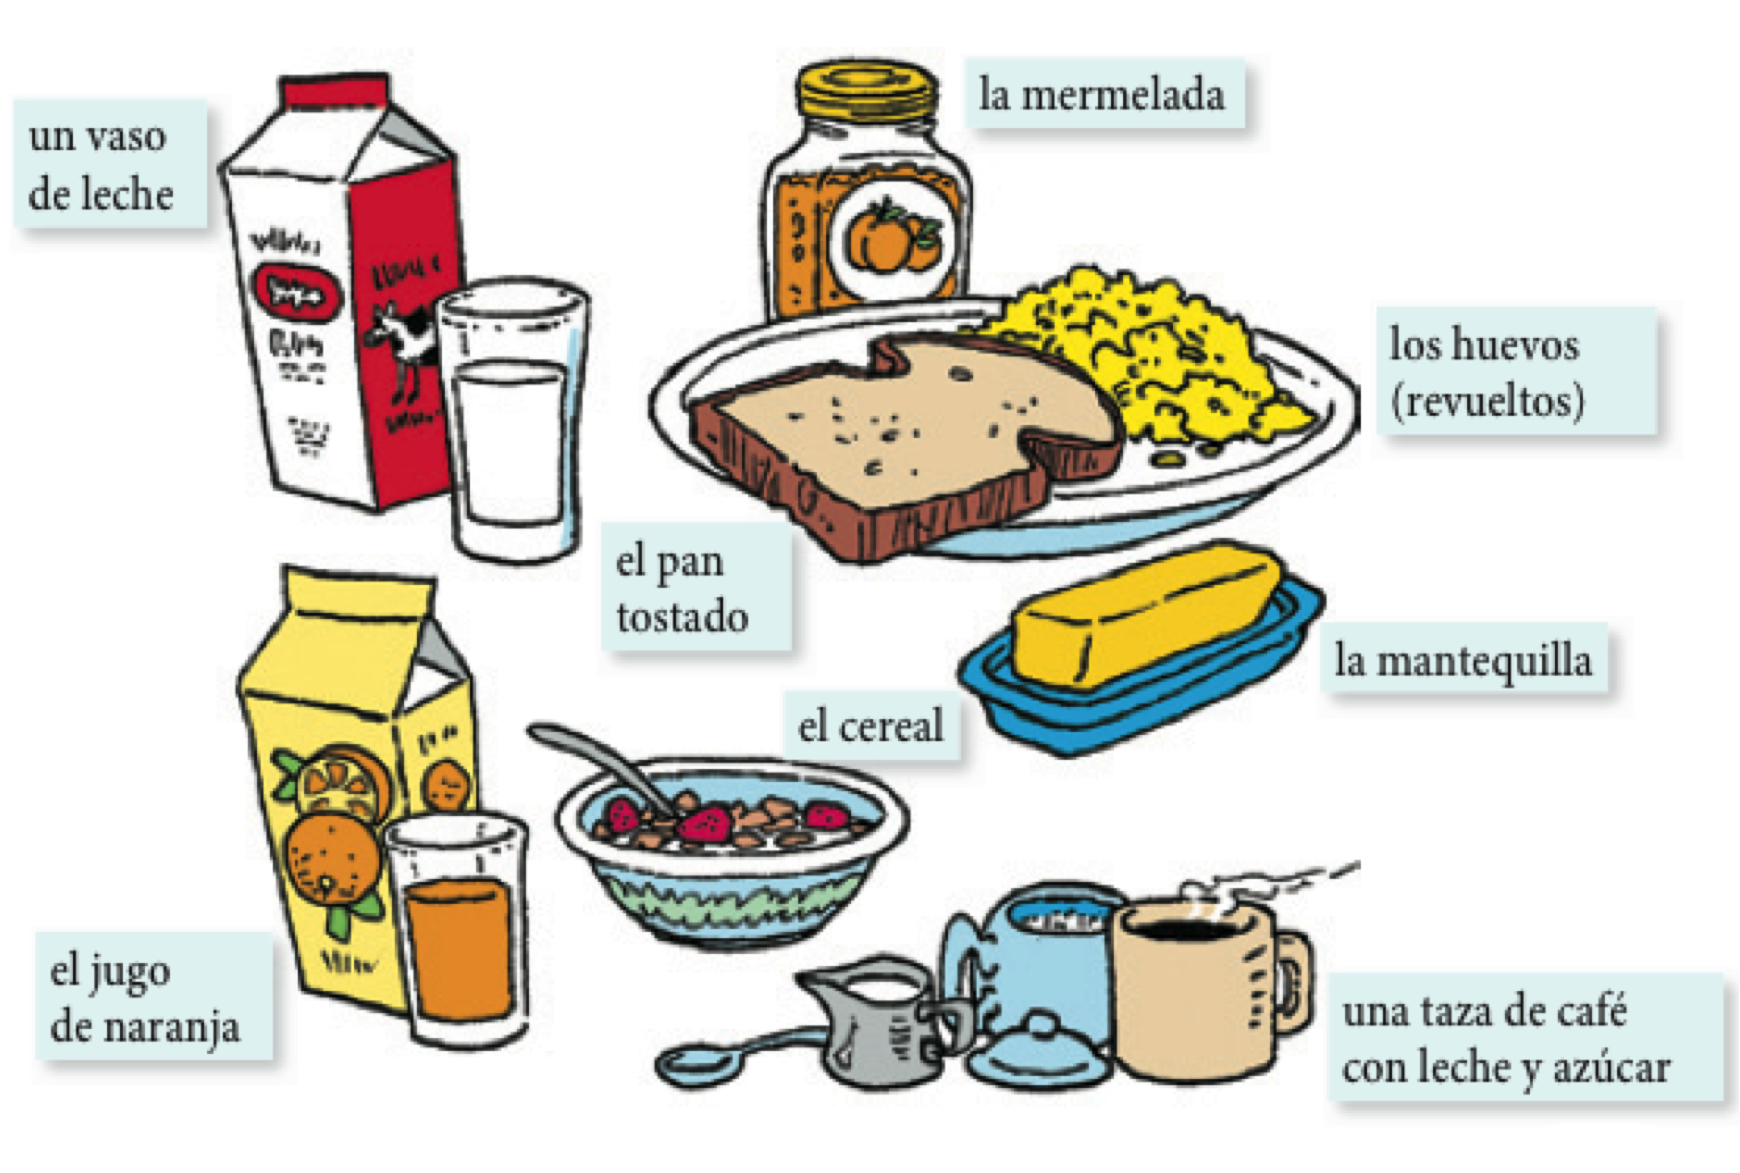 un vaso
de leche
la mermelada
los huevos
(revueltos)
el pan
tostado
la mantequilla
el cereal
el jugo
de naranja
una taza de café
con leche y azúcar